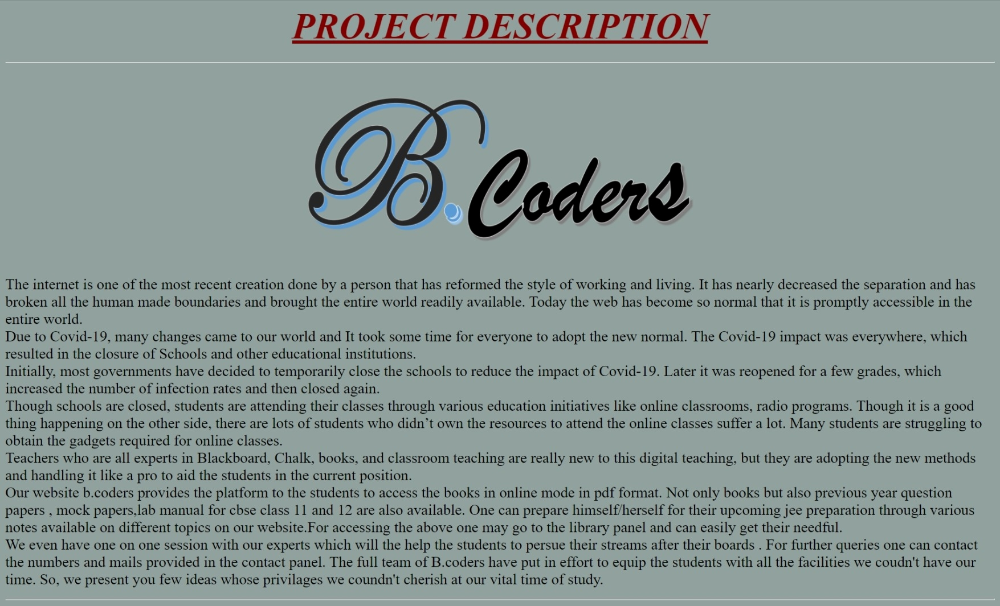 PROJECT DESCRIPTION
B.Coders
The internet is one of the most recent creation done by a person that has reformed the style of working and living. It has nearly decreased the separation and has
broken all the human made boundaries and brought the entire world readily available. Today the web has become so normal that it is promptly accessible in the
entire world.
Due to Covid-19, many changes came to our world and It took some time for everyone to adopt the new normal. The Covid-19 impact was everywhere, which
resulted in the closure of Schools and other educational institutions.
Initially, most governments have decided to temporarily close the schools to reduce the impact of Covid-19. Later it was reopened for a few grades, which
increased the number of infection rates and then closed again.
Though schools are closed, students are attending their classes through various education initiatives like online classrooms, radio programs. Though it is a good
thing happening on the other side, there are lots of students who didn’t own the resources to attend the online classes suffer a lot. Many students are struggling to
obtain the gadgets required for online classes.
Teachers who are all experts in Blackboard, Chalk, books, and classroom teaching are really new to this digital teaching, but they are adopting the new methods
and handling it like a pro to aid the students in the current position.
Our website b.coders provides the platform to the students to access the books in online mode in pdf format. Not only books but also previous year question
papers , mock papers,lab manual for cbse class 11 and 12 are also available. One can prepare himself/herself for their upcoming jee preparation through various
notes available on different topics on our website.For accessing the above one may go to the library panel and can easily get their needful.
We even have one on one session with our experts which will the help the students to persue their streams after their boards . For further queries one can contact
the numbers and mails provided in the contact panel. The full team of B.coders have put in effort to equip the students with all the facilities we coudn't have our
time. So, we present you few ideas whose privilages we coundn't cherish at our vital time of study.